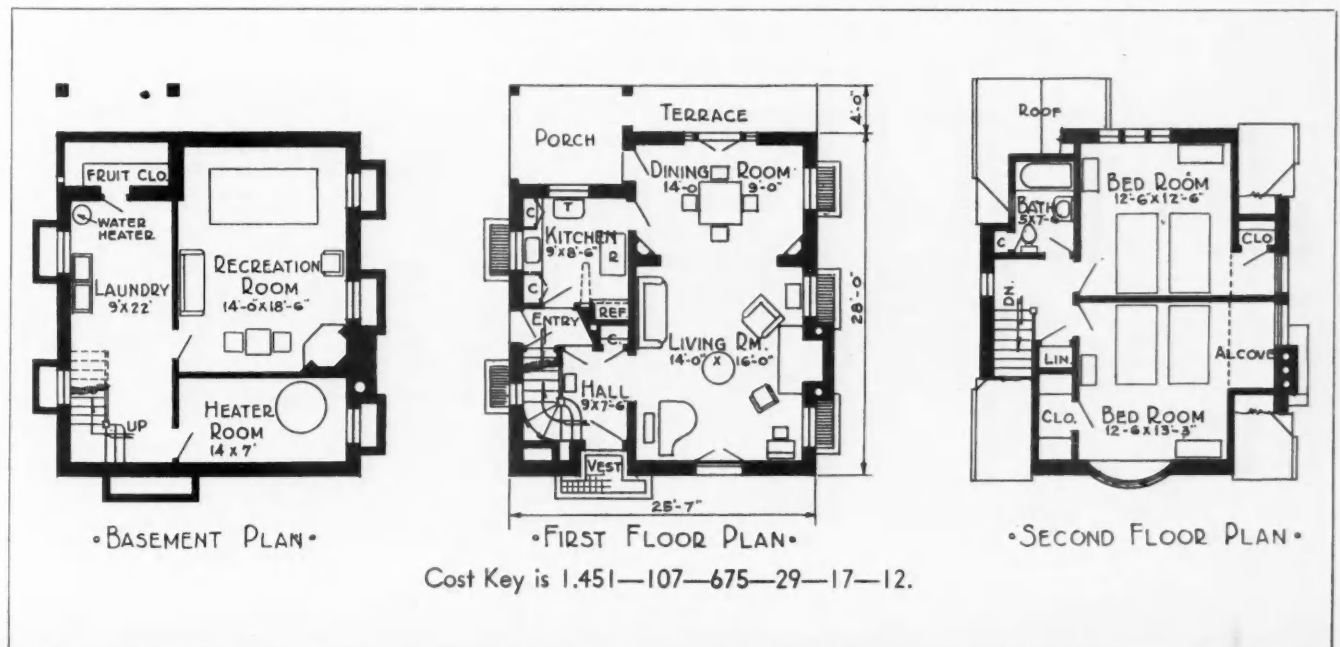 FRUIT CLO.
WATER
HEATER
LAUNDRY
9'X22'
RECREATION
ROOM
14'-0"X18'-6"
HEATER
ROOM
14'X7'
UP
•BASEMENT PLAN•
TERRACE
4'-0"
PORCH
DINING ROOM
14'-0" 9'-0"
C
T
KITCHEN
9'X8'-6"
R
C
REF.
ENTRY
C.
LIVING RM.
14'-0" X 16'-0"
HALL
9'X7'-6"
VEST
28'-0"
25'-7"
•FIRST FLOOR PLAN•
ROOF
BED ROOM
12'-6"X12'-6"
BATH
5'X7'-6"
C
CLO
DN.
LIN.
ALCOVE
CLO.
BED ROOM
12'-6"X13'-3"
•SECOND FLOOR PLAN•
Cost Key is 1.451—107—675—29—17—12.